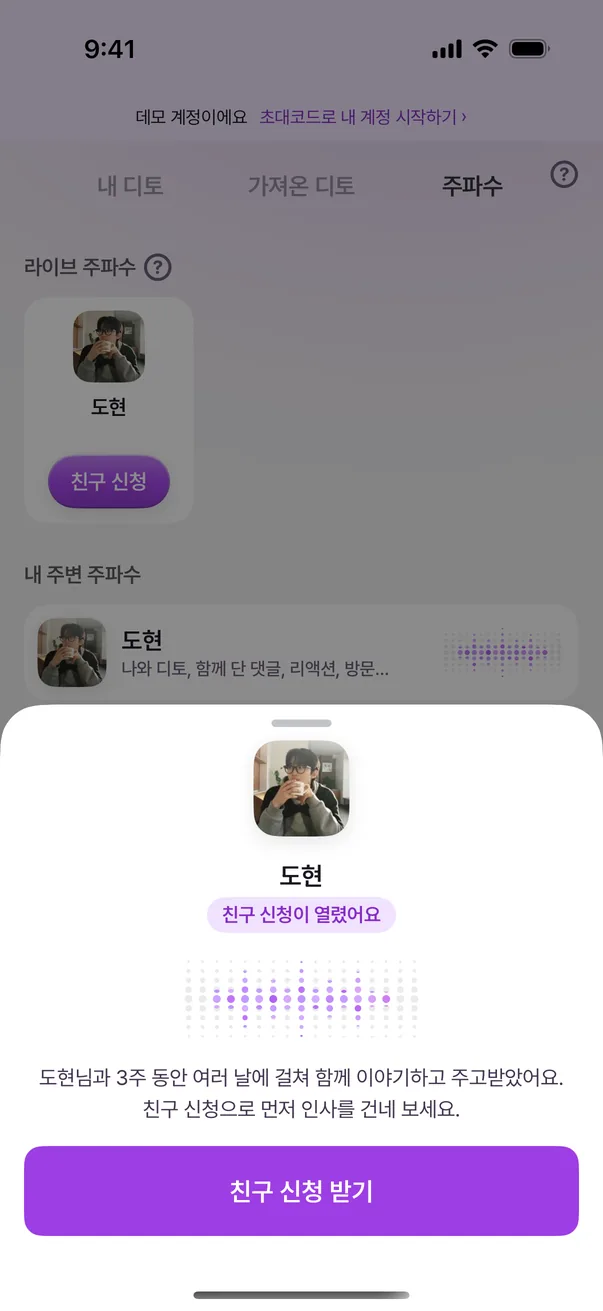 9:41
데모 계정이에요 초대코드로 내 계정 시작하기 ›
내 디토 가져온 디토 주파수 ?
라이브 주파수 ?
도현
친구 신청
내 주변 주파수
도현
나와 디토, 함께 단 댓글, 리액션, 방문...
도현
친구 신청이 열렸어요
도현님과 3주 동안 여러 날에 걸쳐 함께 이야기하고 주고받았어요.
친구 신청으로 먼저 인사를 건네 보세요.
친구 신청 받기